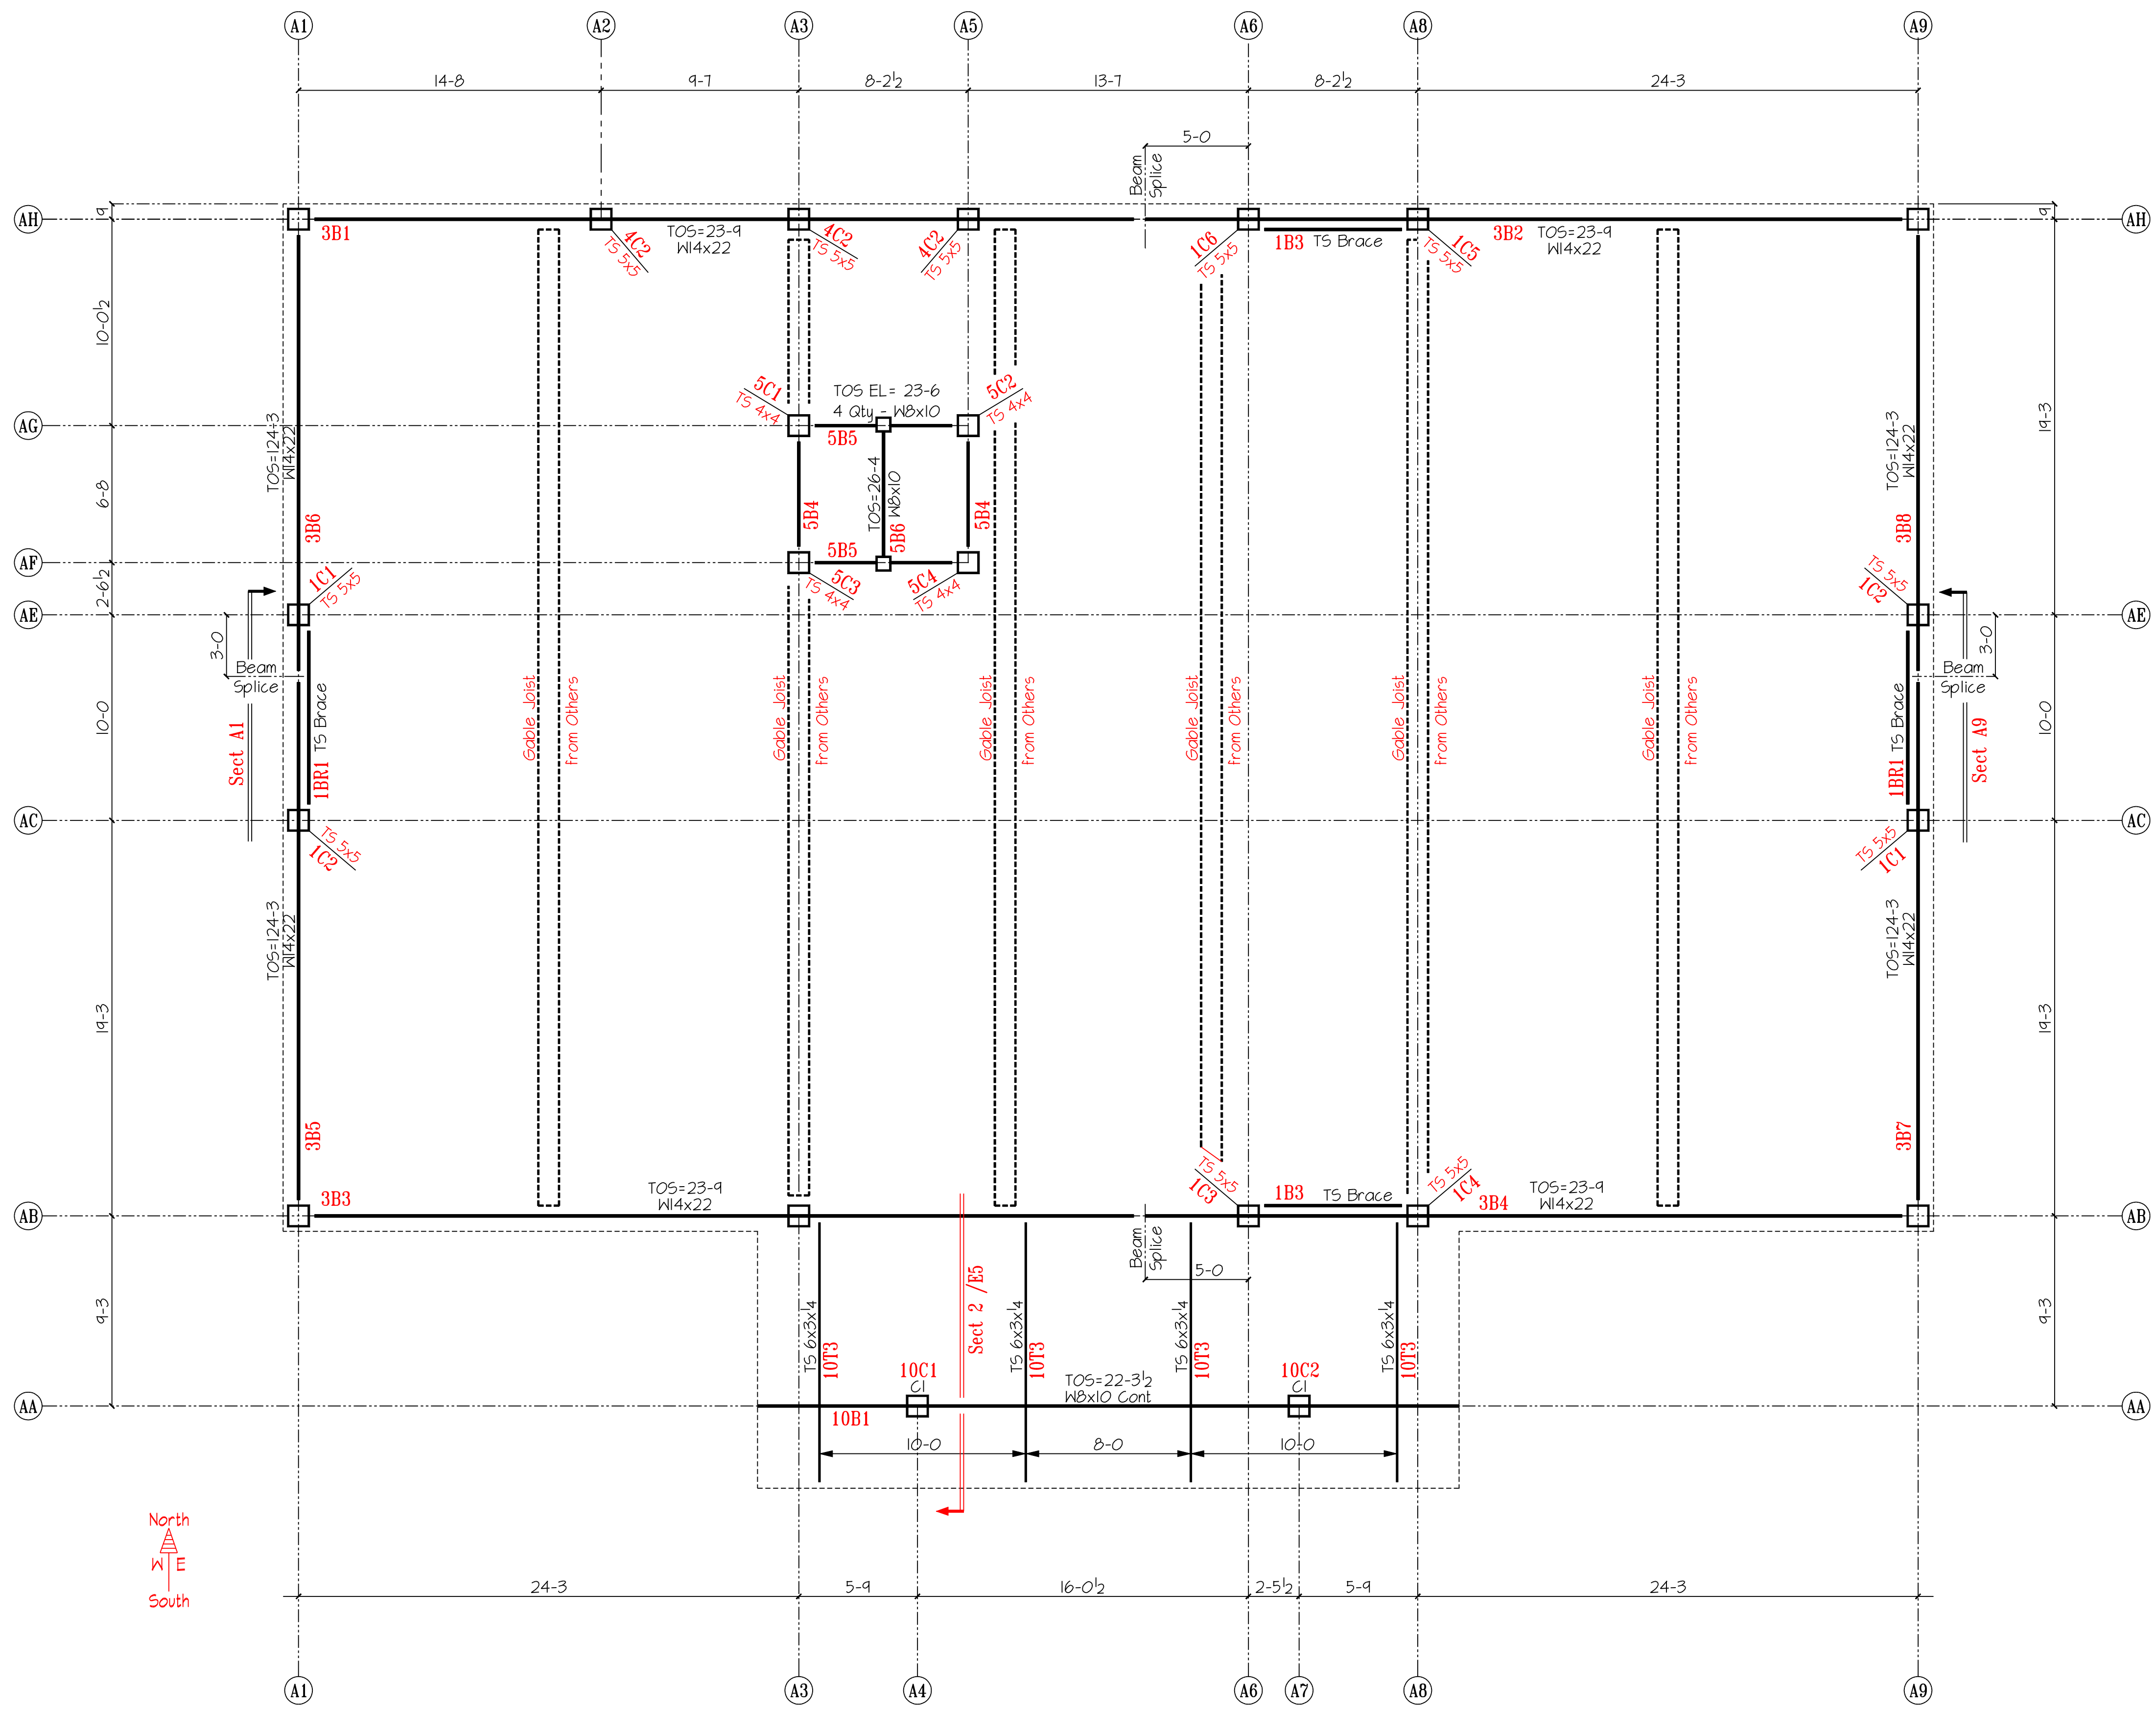 A1 A2 A3 A5 A6 A8 A9
14-8 9-7 8-2½ 13-7 8-2½ 24-3
5-0
Beam
Splice
9
9
AH
AH
3B1
4C2
TS 5x5
TOS=23-9
W14x22
4C2
TS 5x5
4C2
TS 5x5
1C6
TS 5x5
1B3 TS Brace
1C5
TS 5x5
3B2
TOS=23-9
W14x22
10-0½
19-3
5C1
TS 4x4
TOS EL= 23-6
4 Qty - W8x10
5C2
TS 4x4
AG
AG
5B5
TOS=124-3
W14x22
TOS=124-3
W14x22
6-8
TOS=26-4
W8x10
3B6
5B4
5B6
5B4
3B8
5B5
AF
AF
2-6½
1C1
TS 5x5
5C3
TS 4x4
5C4
TS 4x4
TS 5x5
1C2
AE
AE
3-0
Beam
Splice
3-0
Beam
Splice
10-0
Sect A1
1BR1 TS Brace
Gable Joist
from Others
Gable Joist
from Others
Gable Joist
from Others
Gable Joist
from Others
Gable Joist
from Others
Gable Joist
from Others
1BR1 TS Brace
Sect A9
10-0
AC
AC
TS 5x5
1C2
TS 5x5
1C1
TOS=124-3
W14x22
TOS=124-3
W14x22
19-3
19-3
3B5
3B7
TS 5x5
1C3
TS 5x5
1C4
3B3
TOS=23-9
W14x22
1B3 TS Brace
3B4
TOS=23-9
W14x22
AB
AB
Beam
Splice
5-0
9-3
9-3
TS 6x3x¼
10T3
Sect 2 /E5
TS 6x3x¼
10T3
TS 6x3x¼
10T3
TS 6x3x¼
10T3
10C1
C1
TOS=22-3½
W8x10 Cont
10C2
C1
AA
AA
10B1
10-0 8-0 10-0
North
W E
South
24-3 5-9 16-0½ 2-5½ 5-9 24-3
A1 A3 A4 A6 A7 A8 A9